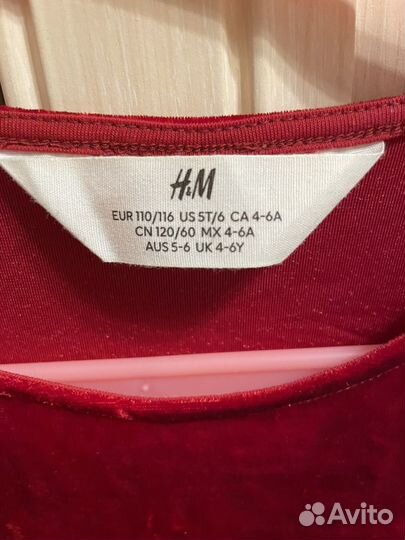 H&M
EUR 110/116 US 5T/6 CA 4-6A
CN 120/60 MX 4-6A
AUS 5-6 UK 4-6Y
Avito